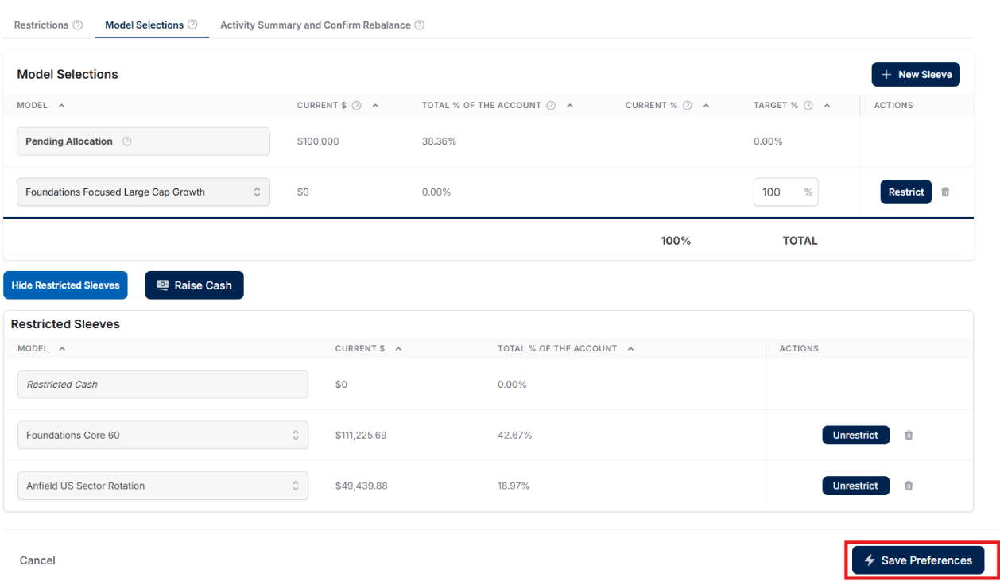 Restrictions Model Selections Activity Summary and Confirm Rebalance
Model Selections
New Sleeve
MODEL CURRENT $ TOTAL % OF THE ACCOUNT CURRENT % TARGET % ACTIONS
Pending Allocation $100,000 38.36% 0.00%
Foundations Focused Large Cap Growth $0 0.00% 100 % Restrict
100% TOTAL
Hide Restricted Sleeves Raise Cash
Restricted Sleeves
MODEL CURRENT $ TOTAL % OF THE ACCOUNT ACTIONS
Restricted Cash $0 0.00%
Foundations Core 60 $111,225.69 42.67% Unrestrict
Anfield US Sector Rotation $49,439.88 18.97% Unrestrict
Cancel Save Preferences